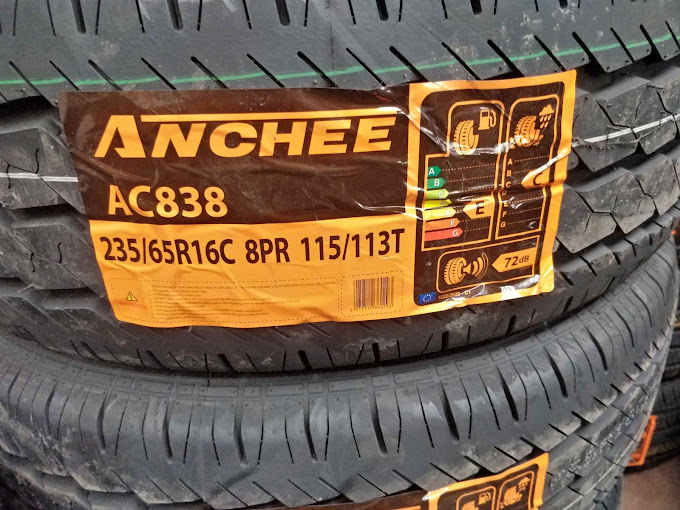 ANCHEE
AC838
235/65R16C 8PR 115/113T
A
B
E
F
G
A
B
C
F
G
72dB